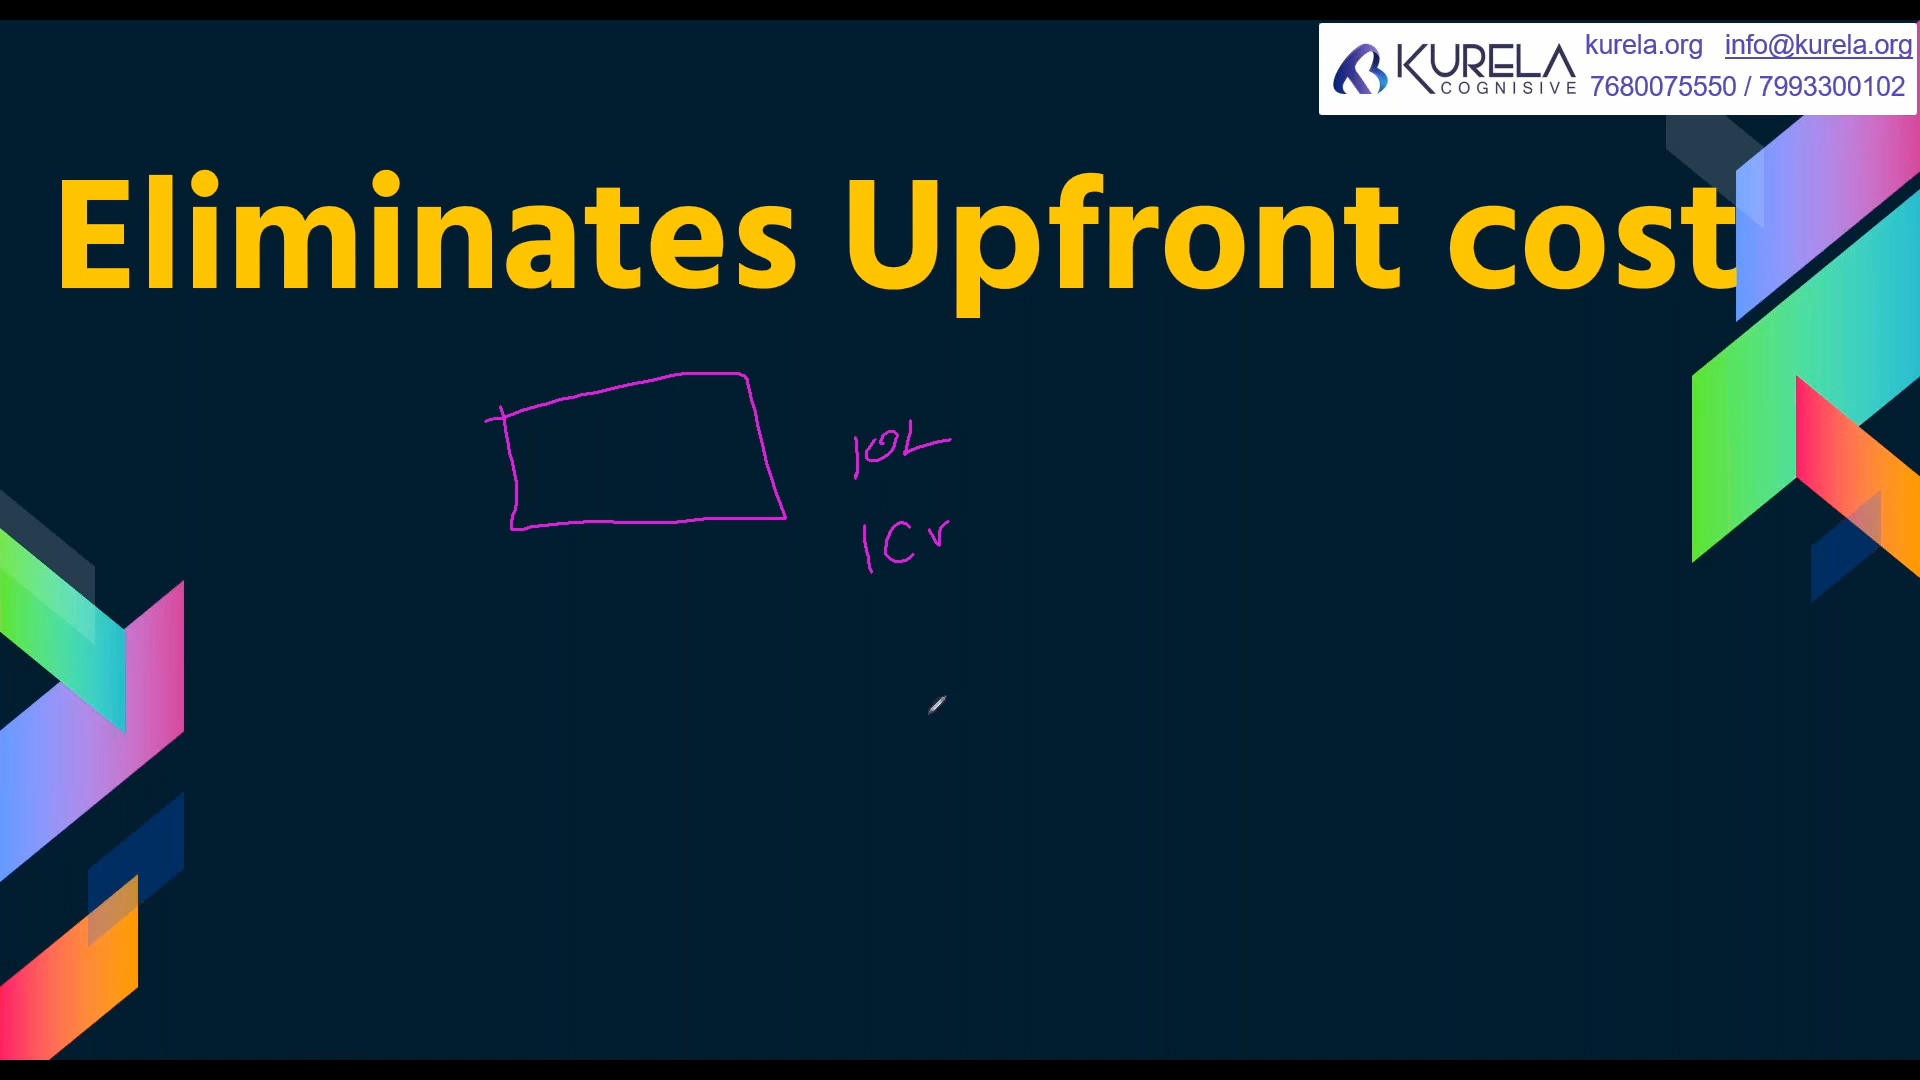 KURELA
COGNISIVE
kurela.org info@kurela.org
7680075550 / 7993300102
Eliminates Upfront cost
10L
1Cr